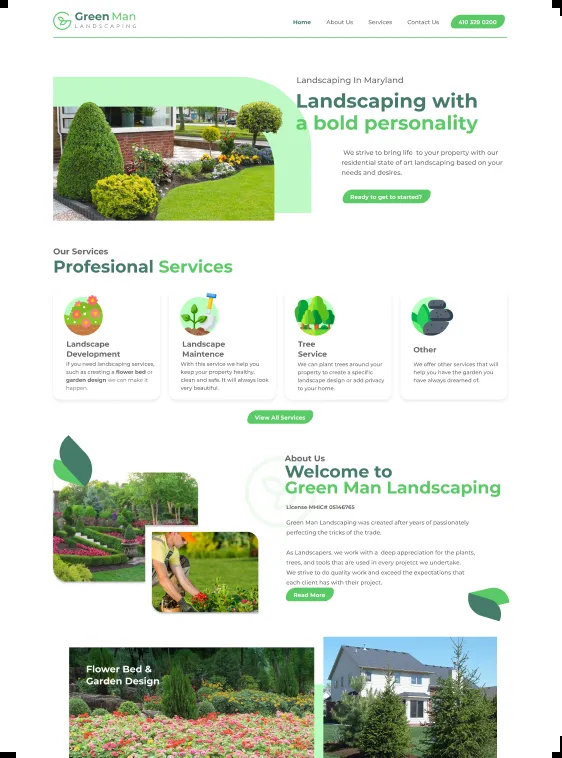 Green Man
LANDSCAPING
Home
About Us
Services
Contact Us
410 329 0200
Landscaping In Maryland
Landscaping with
a bold personality
We strive to bring life to your property with our
residential state of art landscaping based on your
needs and desires.
Ready to get to started?
Our Services
Profesional Services
Landscape
Development
If you need landscaping services,
such as creating a flower bed or
garden design we can make it
happen.
Landscape
Maintence
With this service we help you
keep your property healthy,
clean and safe. It will always look
very beautiful.
Tree
Service
We can plant trees around your
property to create a specific
landscape design or add privacy
to your home.
Other
We offer other services that will
help you have the garden you
have always dreamed of.
View All Services
About Us
Welcome to
Green Man Landscaping
License MHIC# 05146765
Green Man Landscaping was created after years of passionately
perfecting the tricks of the trade.
As Landscapers, we work with a deep appreciation for the plants,
trees, and tools that are used in every project we undertake.
We strive to do quality work and exceed the expectations that
each client has with their project.
Read More
Flower Bed &
Garden Design